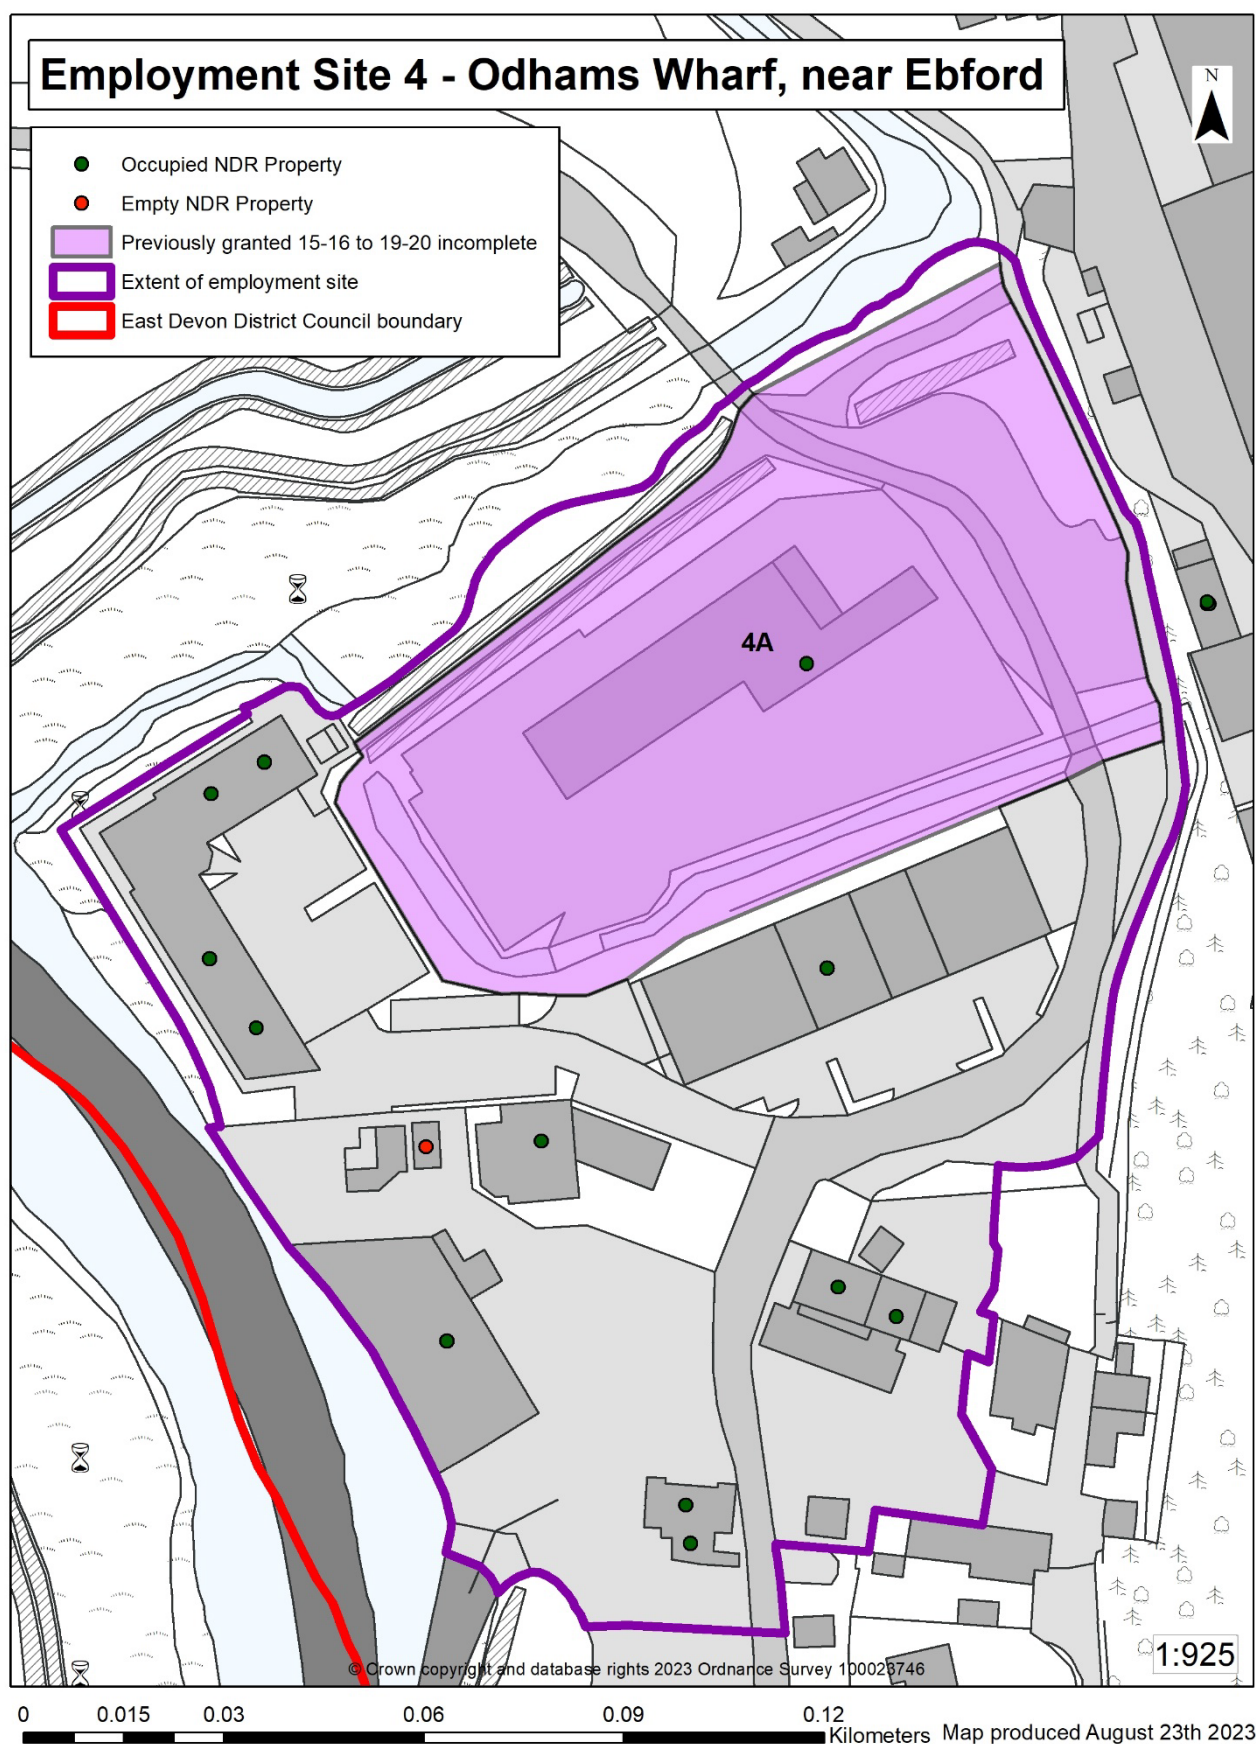 Employment Site 4 - Odhams Wharf, near Ebford
N
Occupied NDR Property
Empty NDR Property
Previously granted 15-16 to 19-20 incomplete
Extent of employment site
East Devon District Council boundary
4A
1:925
© Crown copyright and database rights 2023 Ordnance Survey 100023746
0 0.015 0.03 0.06 0.09 0.12
Kilometers Map produced August 23th 2023